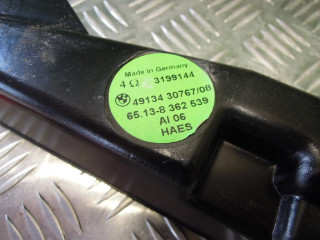 Made in Germany
4 Ω 3199144
49134 30767/08
65.13-8 362 539
AI 06
HAES